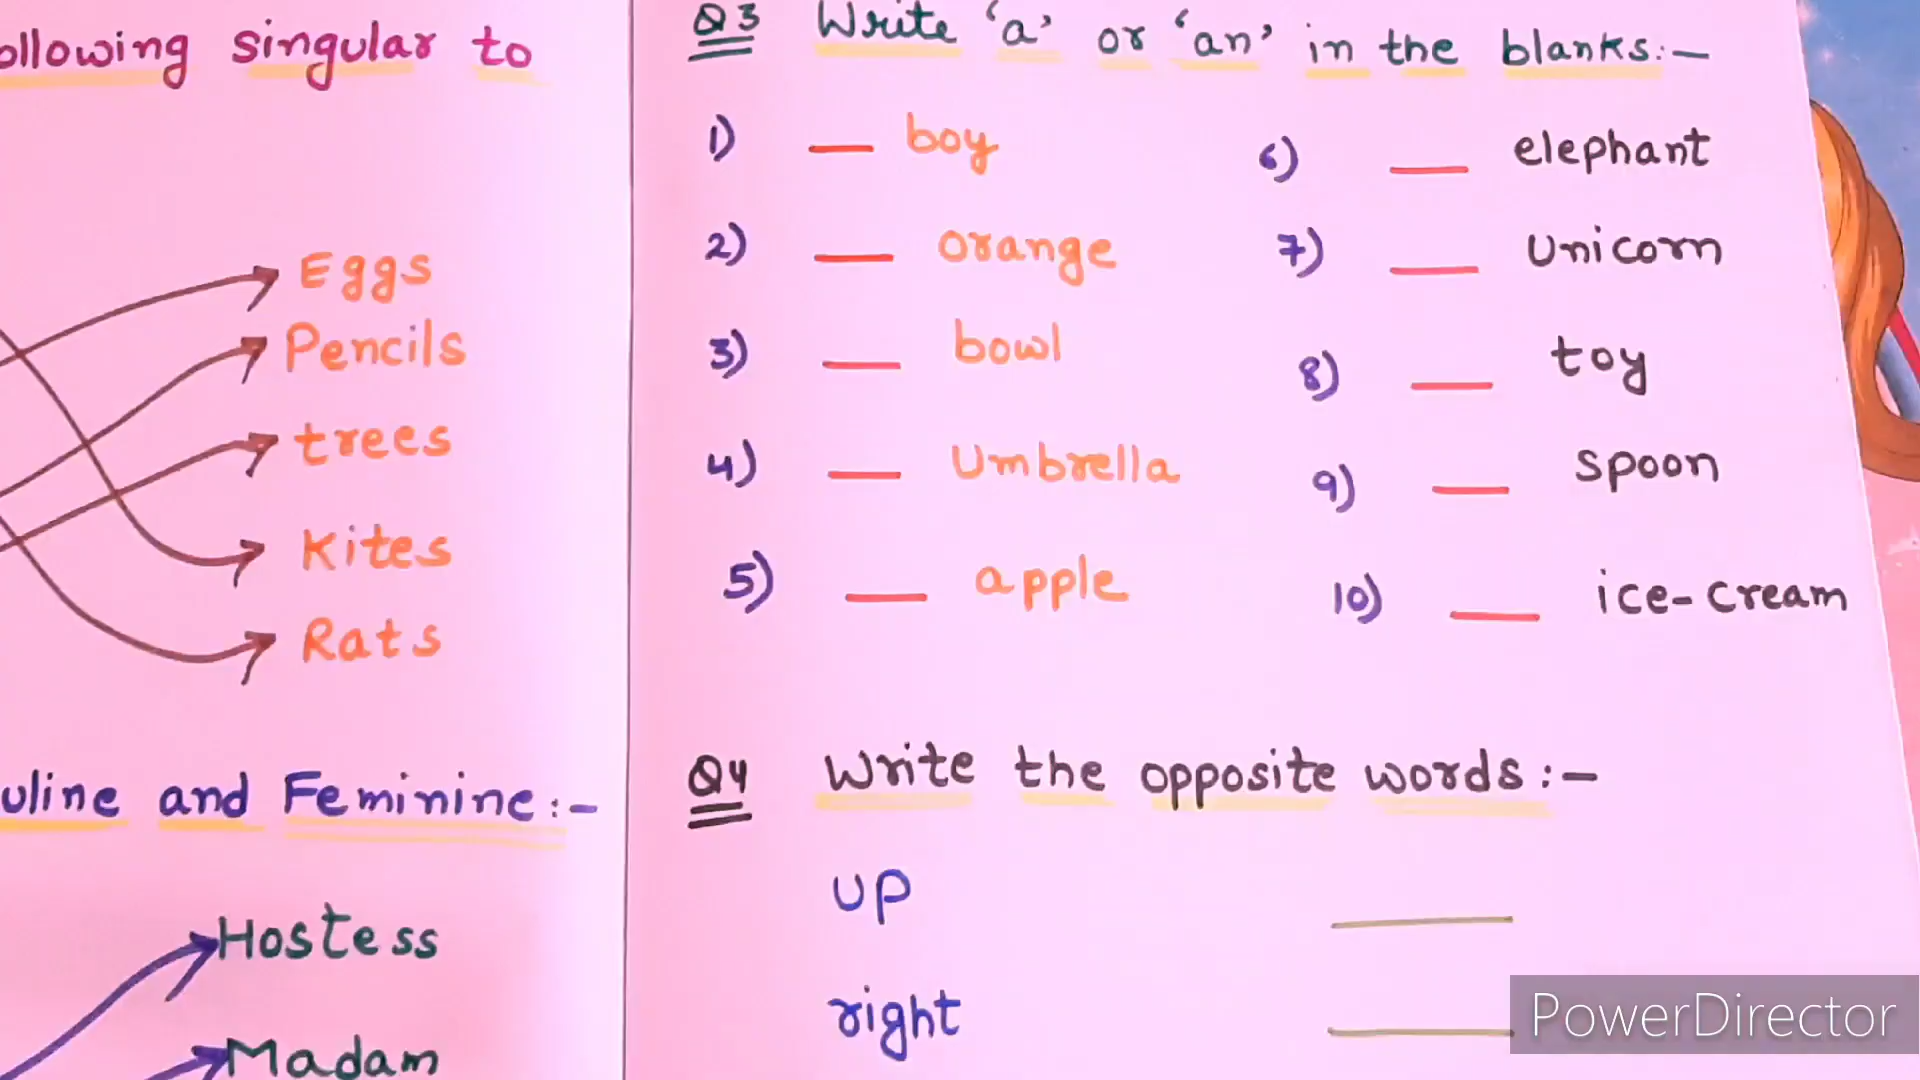 ollowing singular to
Eggs
Pencils
trees
Kites
Rats
uline and Feminine:-
Hostess
Madam
Q3 Write 'a' or 'an' in the blanks:-
1) __ boy
2) __ orange
3) __ bowl
4) __ Umbrella
5) __ apple
6) __ elephant
7) __ Unicorn
8) __ toy
9) __ spoon
10) __ ice-cream
Q4 Write the opposite words:-
UP ____
right ____
PowerDirector